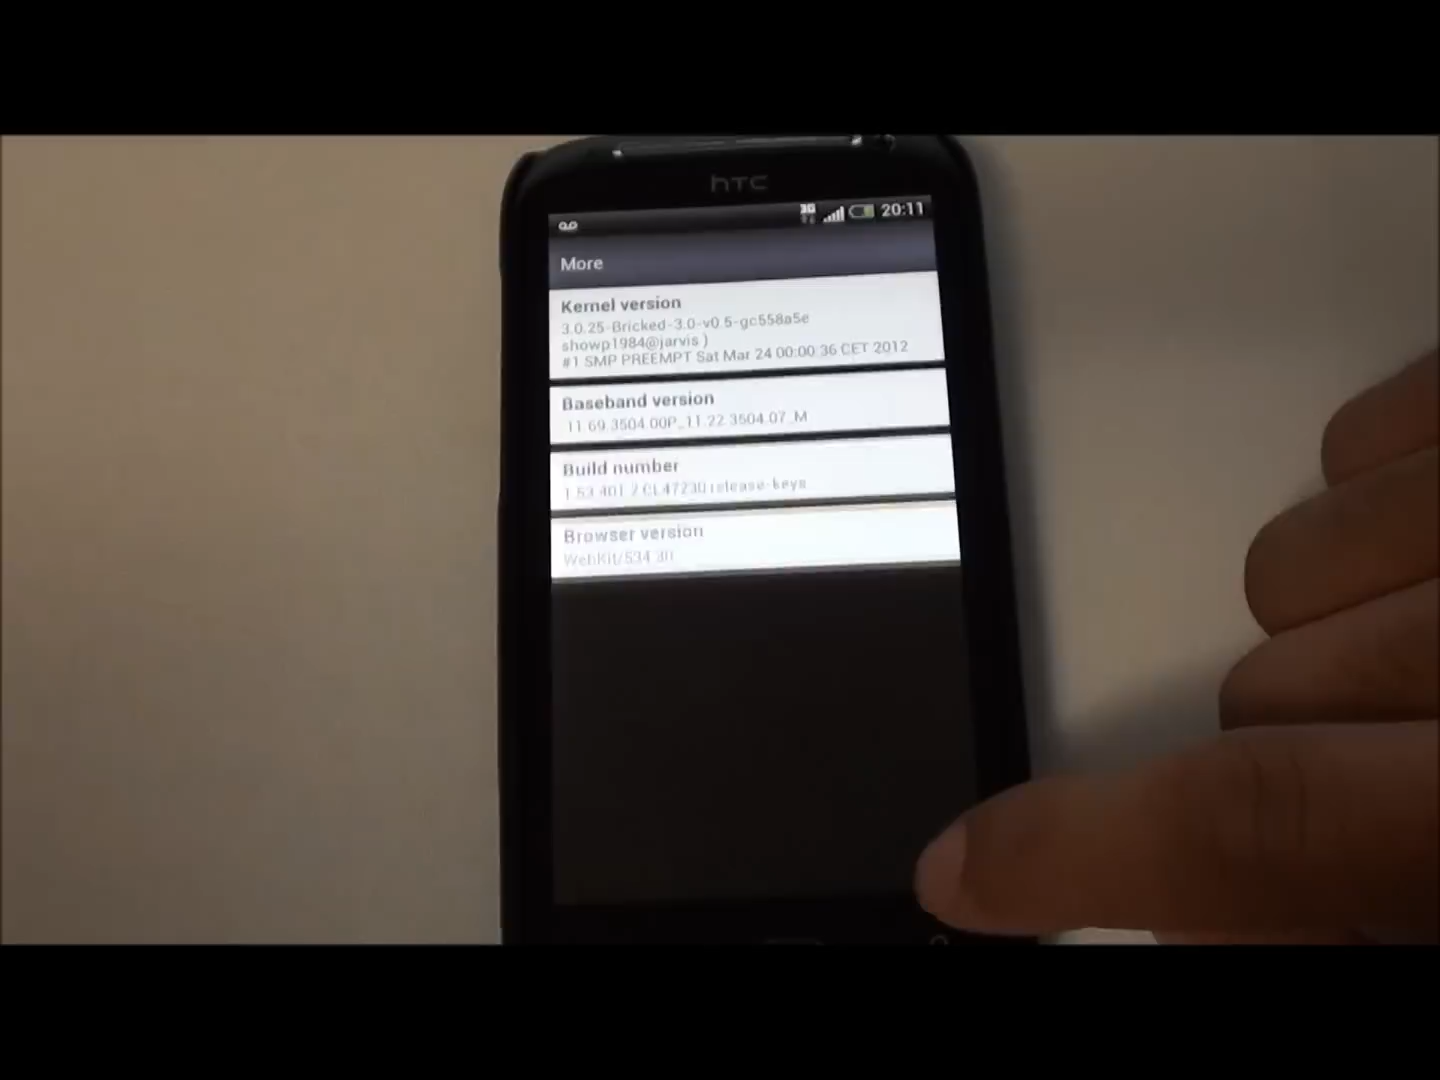 hTC
3G
20:11
More
Kernel version
3.0.25-Bricked-3.0-v0.5-gc558a5e
showp1984@jarvis )
#1 SMP PREEMPT Sat Mar 24 00:00:36 CET 2012
Baseband version
11.69.3504.00P_11.22.3504.07_M
Build number
1.53.401.2 CL47230 release-keys
Browser version
WebKit/534.30